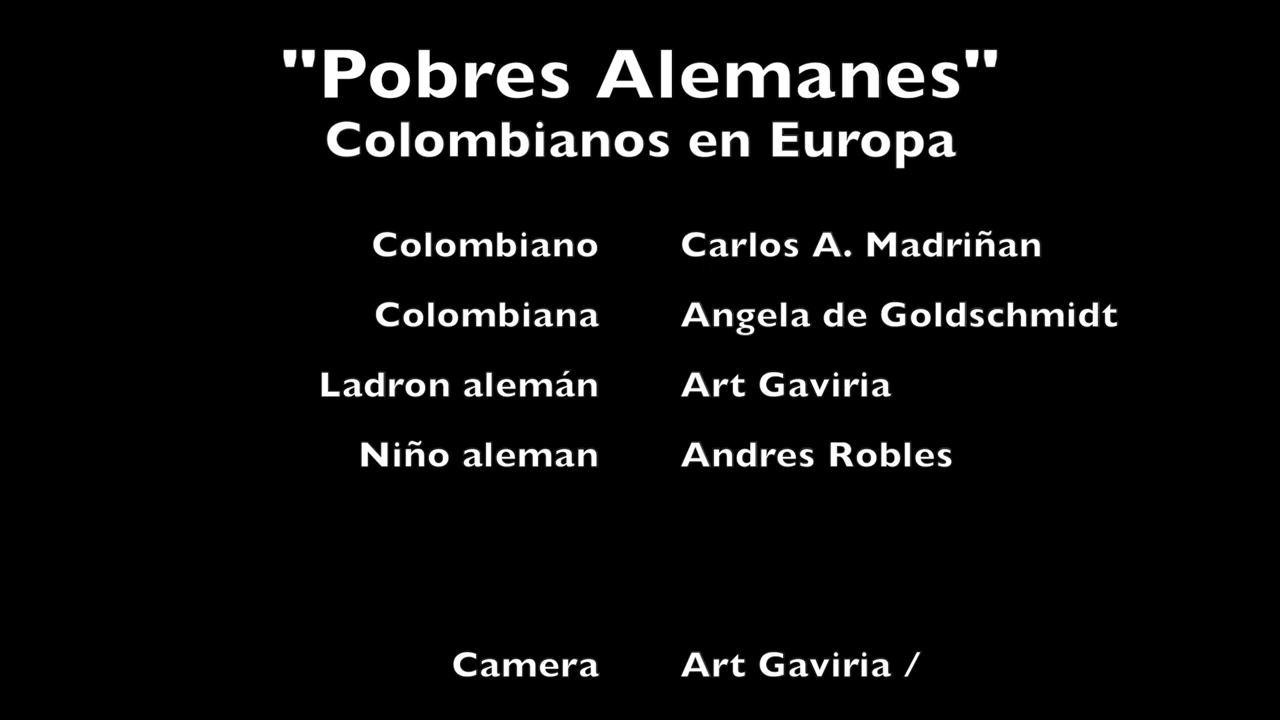 "Pobres Alemanes"
Colombianos en Europa
Colombiano Carlos A. Madriñan
Colombiana Angela de Goldschmidt
Ladron alemán Art Gaviria
Niño aleman Andres Robles
Camera Art Gaviria /